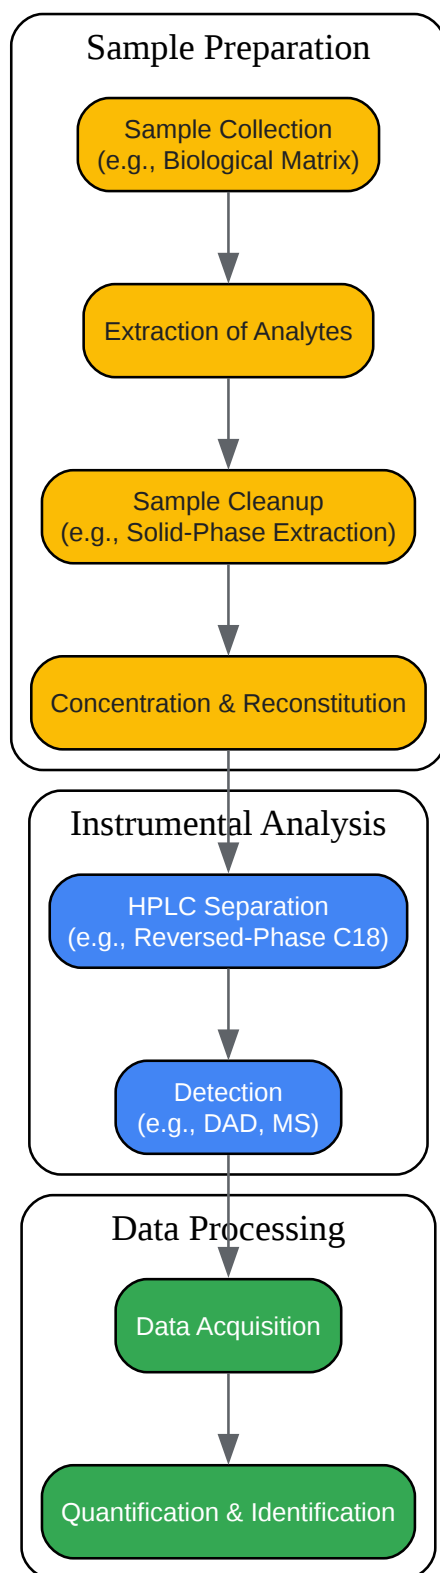 Sample Preparation
Sample Collection
(e.g., Biological Matrix)
Extraction of Analytes
Sample Cleanup
(e.g., Solid-Phase Extraction)
Concentration & Reconstitution
Instrumental Analysis
HPLC Separation
(e.g., Reversed-Phase C18)
Detection
(e.g., DAD, MS)
Data Processing
Data Acquisition
Quantification & Identification